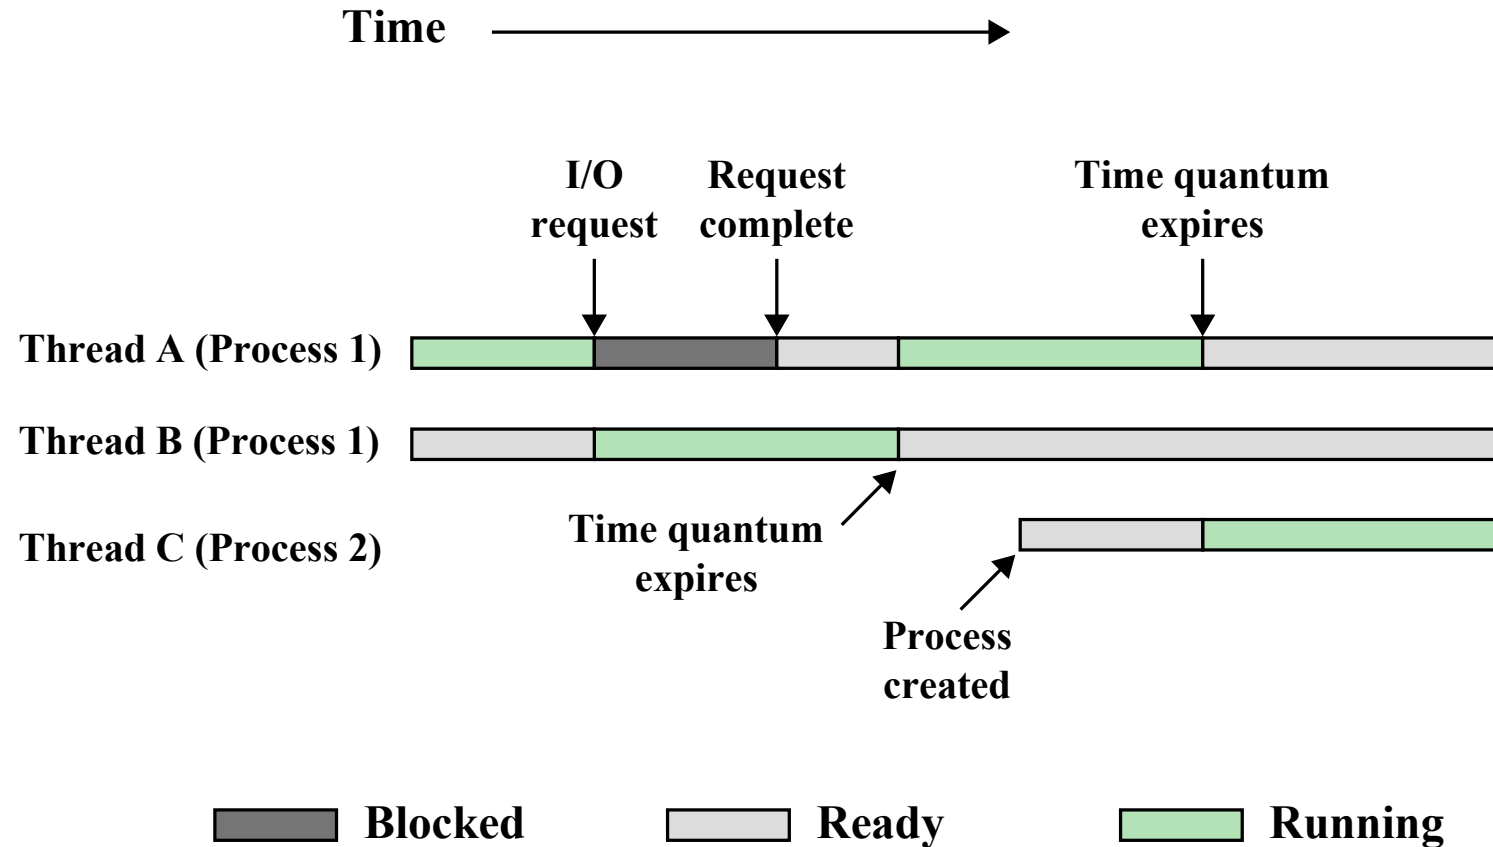 Time
I/O
request
Request
complete
Time quantum
expires
Thread A (Process 1)
Thread B (Process 1)
Time quantum
expires
Thread C (Process 2)
Process
created
Blocked
Ready
Running